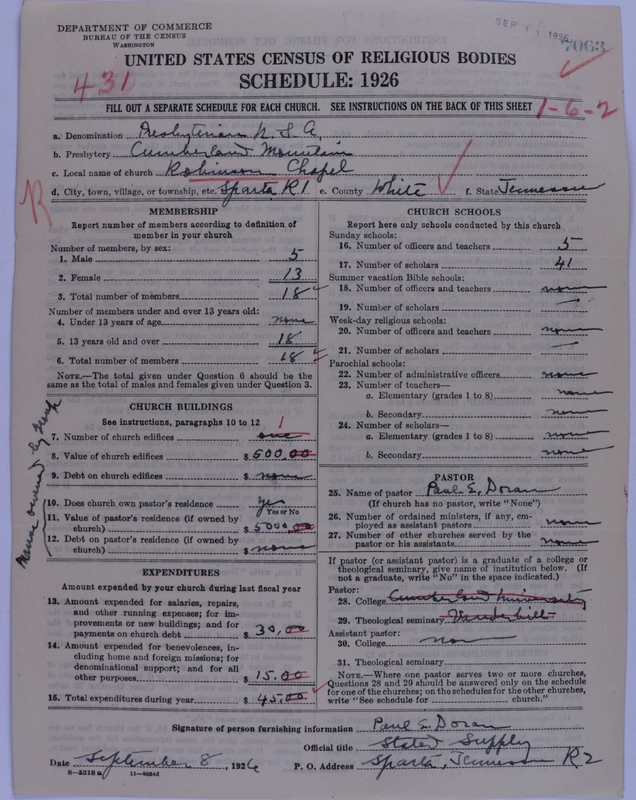 DEPARTMENT OF COMMERCE
BUREAU OF THE CENSUS
WASHINGTON
SEP 11 1926
7063
UNITED STATES CENSUS OF RELIGIOUS BODIES
SCHEDULE: 1926
431
FILL OUT A SEPARATE SCHEDULE FOR EACH CHURCH. SEE INSTRUCTIONS ON THE BACK OF THIS SHEET
1-6-2
a. Denomination Presbyterian U.S.A.
b. Presbytery Cumberland Mountain
c. Local name of church Robinson Chapel
d. City, town, village, or township, etc. Sparta R1 e. County White f. State Tennessee
R
MEMBERSHIP
Report number of members according to definition of
member in your church
Number of members, by sex:
1. Male 5
2. Female 13
3. Total number of members 18
Number of members under and over 13 years old:
4. Under 13 years of age none
5. 13 years old and over 18
6. Total number of members 18
NOTE.—The total given under Question 6 should be the
same as the total of males and females given under Question 3.
CHURCH BUILDINGS
See instructions, paragraphs 10 to 12
1
7. Number of church edifices one
8. Value of church edifices $ 500.00
9. Debt on church edifices $ none
Manse owned by
10. Does church own pastor's residence yes
Yes or No
11. Value of pastor's residence (if owned by
church) $ 5000.00
12. Debt on pastor's residence (if owned by
church) $ none
EXPENDITURES
Amount expended by your church during last fiscal year
13. Amount expended for salaries, repairs,
and other running expenses; for im-
provements or new buildings; and for
payments on church debt $ 30.00
14. Amount expended for benevolences, in-
cluding home and foreign missions; for
denominational support; and for all
other purposes $ 15.00
15. Total expenditures during year $ 45.00
CHURCH SCHOOLS
Report here only schools conducted by this church
Sunday schools:
16. Number of officers and teachers 5
17. Number of scholars 41
Summer vacation Bible schools:
18. Number of officers and teachers none
19. Number of scholars
Week-day religious schools:
20. Number of officers and teachers none
21. Number of scholars
Parochial schools:
22. Number of administrative officers none
23. Number of teachers—
a. Elementary (grades 1 to 8) none
b. Secondary none
24. Number of scholars—
a. Elementary (grades 1 to 8) none
b. Secondary none
PASTOR
25. Name of pastor Paul E. Doran
(If church has no pastor, write "None")
26. Number of ordained ministers, if any, em-
ployed as assistant pastors none
27. Number of other churches served by the
pastor or his assistants none
If pastor (or assistant pastor) is a graduate of a college or
theological seminary, give name of institution below. (If
not a graduate, write "No" in the space indicated.)
Pastor:
28. College Cumberland University
29. Theological seminary Vanderbilt
Assistant pastor:
30. College none
31. Theological seminary
NOTE.—Where one pastor serves two or more churches,
Questions 28 and 29 should be answered only on the schedule
for one of the churches; on the schedules for the other churches,
write "See schedule for church."
Signature of person furnishing information Paul E. Doran
Official title Stated Supply
Date September 8, 1926 P. O. Address Sparta, Tennessee R2
8—5518a 11—9054d